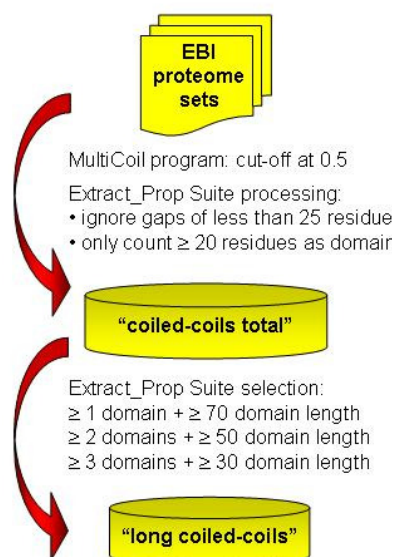 EBI
proteome
sets
MultiCoil program: cut-off at 0.5
Extract_Prop Suite processing:
• ignore gaps of less than 25 residue
• only count ≥ 20 residues as domain
“coiled-coils total”
Extract_Prop Suite selection:
≥ 1 domain + ≥ 70 domain length
≥ 2 domains + ≥ 50 domain length
≥ 3 domains + ≥ 30 domain length
“long coiled-coils”